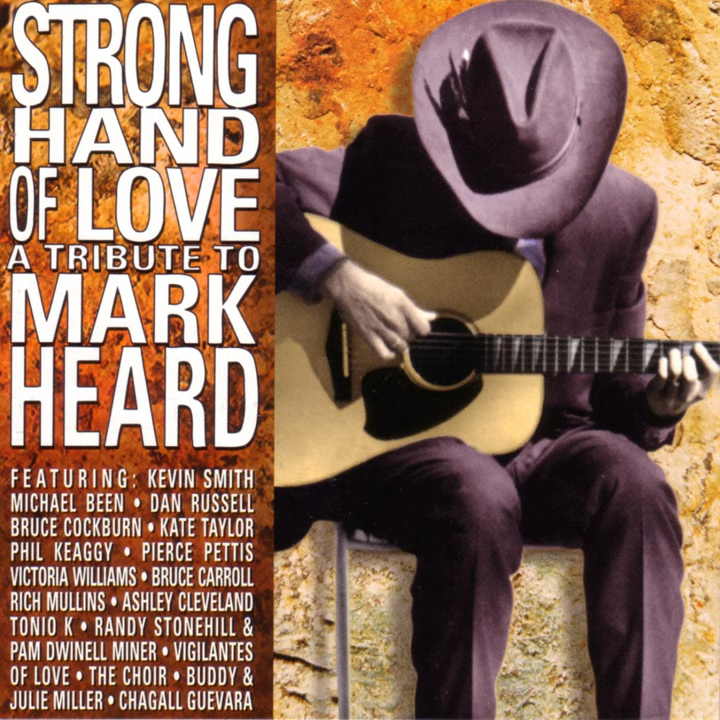 STRONG
HAND
OF LOVE
A TRIBUTE TO
MARK
HEARD
FEATURING: KEVIN SMITH
MICHAEL BEEN • DAN RUSSELL
BRUCE COCKBURN • KATE TAYLOR
PHIL KEAGGY • PIERCE PETTIS
VICTORIA WILLIAMS • BRUCE CARROLL
RICH MULLINS • ASHLEY CLEVELAND
TONIO K • RANDY STONEHILL &
PAM DWINELL MINER • VIGILANTES
OF LOVE • THE CHOIR • BUDDY &
JULIE MILLER • CHAGALL GUEVARA